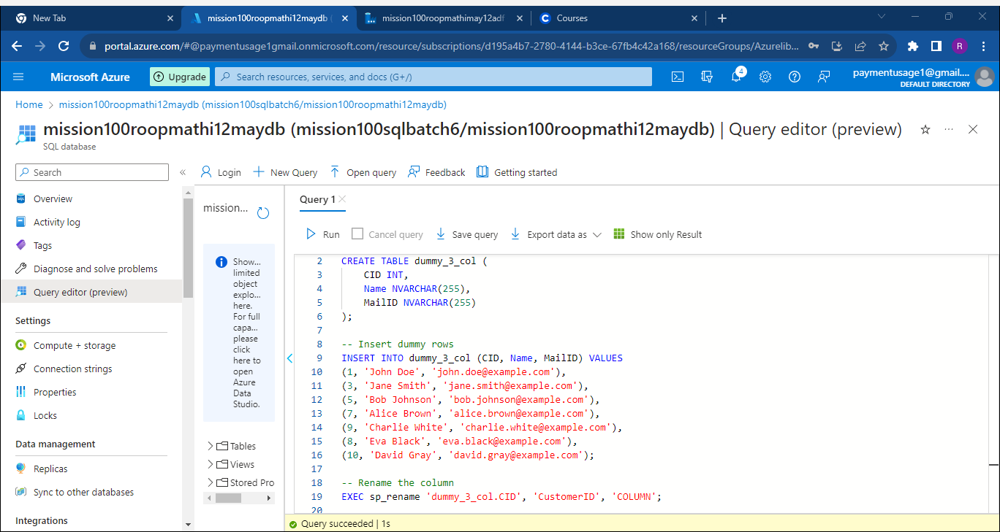 New Tab
mission100roopmathi12maydb (
mission100roopmathimay12adf
Courses
portal.azure.com/#@paymentusage1gmail.onmicrosoft.com/resource/subscriptions/d195a4b7-2780-4144-b3ce-67fb4c42a168/resourceGroups/Azurelib...
R
Microsoft Azure
Upgrade
Search resources, services, and docs (G+/)
4
paymentusage1@gmail....
DEFAULT DIRECTORY
Home > mission100roopmathi12maydb (mission100sqlbatch6/mission100roopmathi12maydb)
mission100roopmathi12maydb (mission100sqlbatch6/mission100roopmathi12maydb) | Query editor (preview)
SQL database
Search
Login
New Query
Open query
Feedback
Getting started
Overview
Activity log
Tags
Diagnose and solve problems
Query editor (preview)
Settings
Compute + storage
Connection strings
Properties
Locks
Data management
Replicas
Sync to other databases
Integrations
mission...
Show...
limited
object
explo...
here.
For full
capa...
please
click
here to
open
Azure
Data
Studio.
Tables
Views
Stored Pro
Query 1
Run
Cancel query
Save query
Export data as
Show only Result
2 CREATE TABLE dummy_3_col (
3 CID INT,
4 Name NVARCHAR(255),
5 MailID NVARCHAR(255)
6 );
7
8 -- Insert dummy rows
9 INSERT INTO dummy_3_col (CID, Name, MailID) VALUES
10 (1, 'John Doe', 'john.doe@example.com'),
11 (3, 'Jane Smith', 'jane.smith@example.com'),
12 (5, 'Bob Johnson', 'bob.johnson@example.com'),
13 (7, 'Alice Brown', 'alice.brown@example.com'),
14 (9, 'Charlie White', 'charlie.white@example.com'),
15 (8, 'Eva Black', 'eva.black@example.com'),
16 (10, 'David Gray', 'david.gray@example.com');
17
18 -- Rename the column
19 EXEC sp_rename 'dummy_3_col.CID', 'CustomerID', 'COLUMN';
20
Query succeeded | 1s